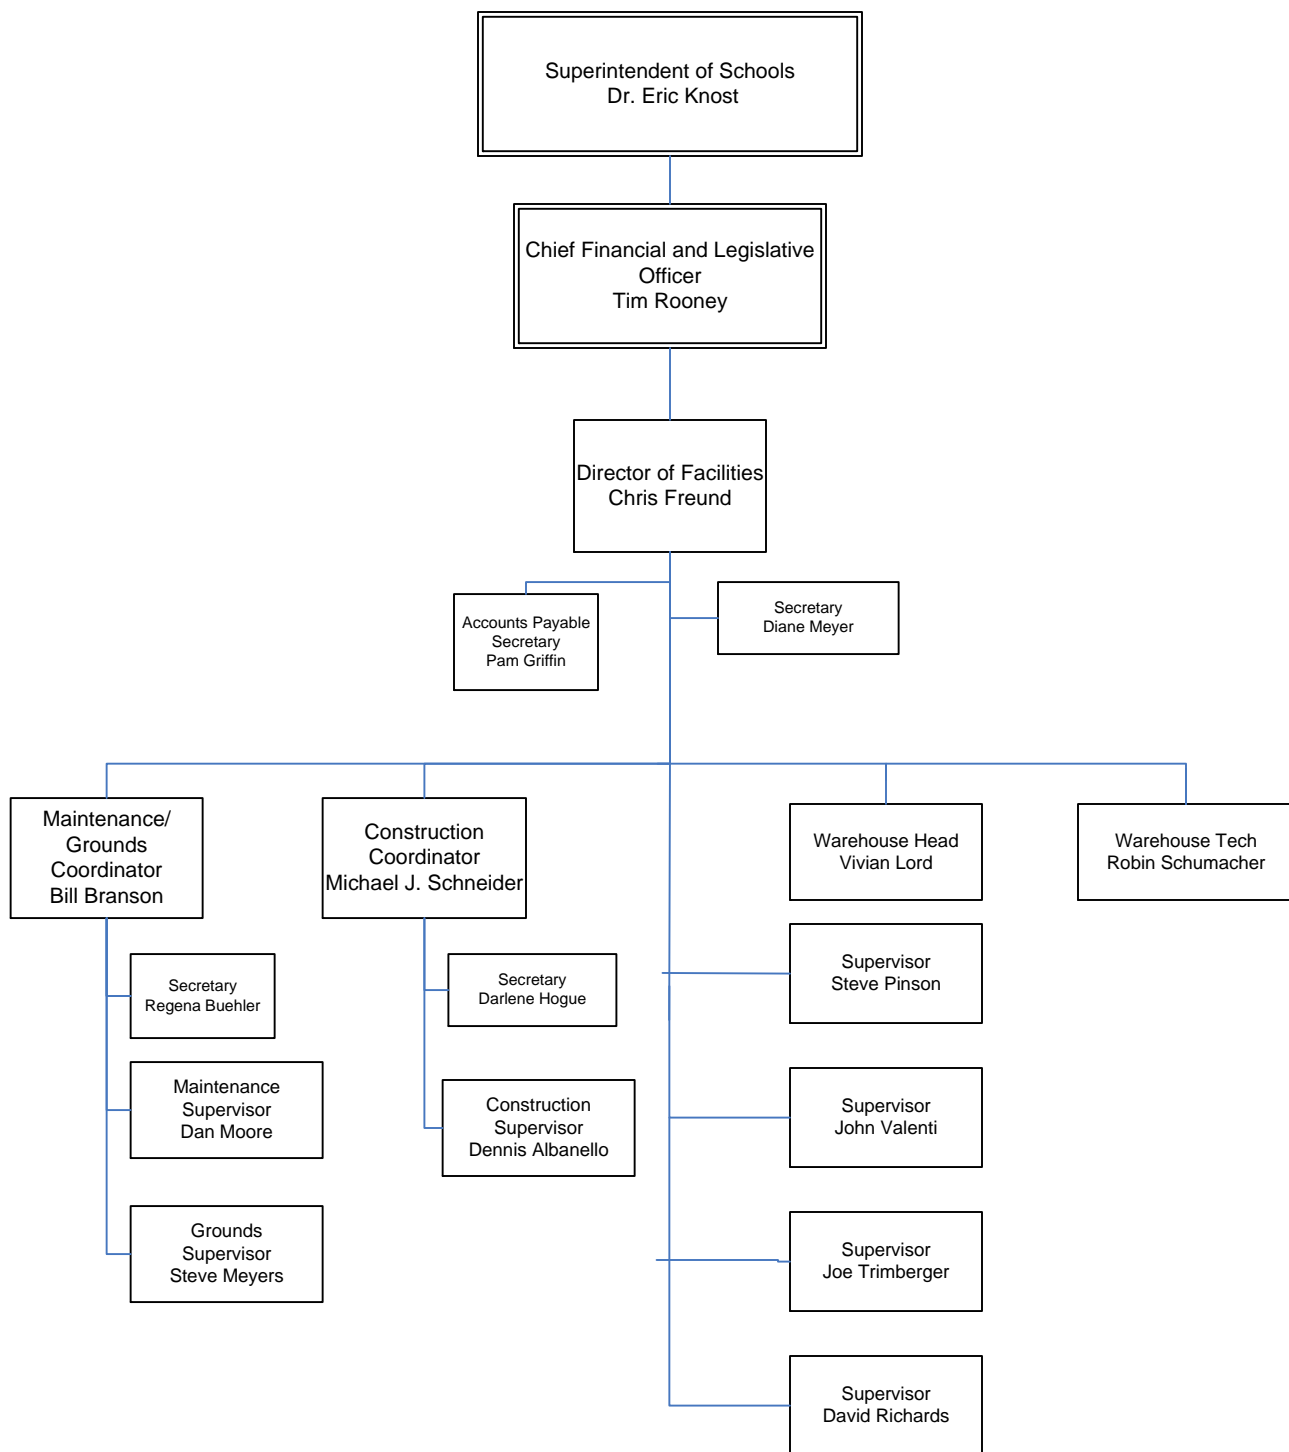 Superintendent of Schools
Dr. Eric Knost
Chief Financial and Legislative
Officer
Tim Rooney
Director of Facilities
Chris Freund
Accounts Payable
Secretary
Pam Griffin
Secretary
Diane Meyer
Maintenance/
Grounds
Coordinator
Bill Branson
Construction
Coordinator
Michael J. Schneider
Warehouse Head
Vivian Lord
Warehouse Tech
Robin Schumacher
Secretary
Regena Buehler
Maintenance
Supervisor
Dan Moore
Grounds
Supervisor
Steve Meyers
Secretary
Darlene Hogue
Construction
Supervisor
Dennis Albanello
Supervisor
Steve Pinson
Supervisor
John Valenti
Supervisor
Joe Trimberger
Supervisor
David Richards